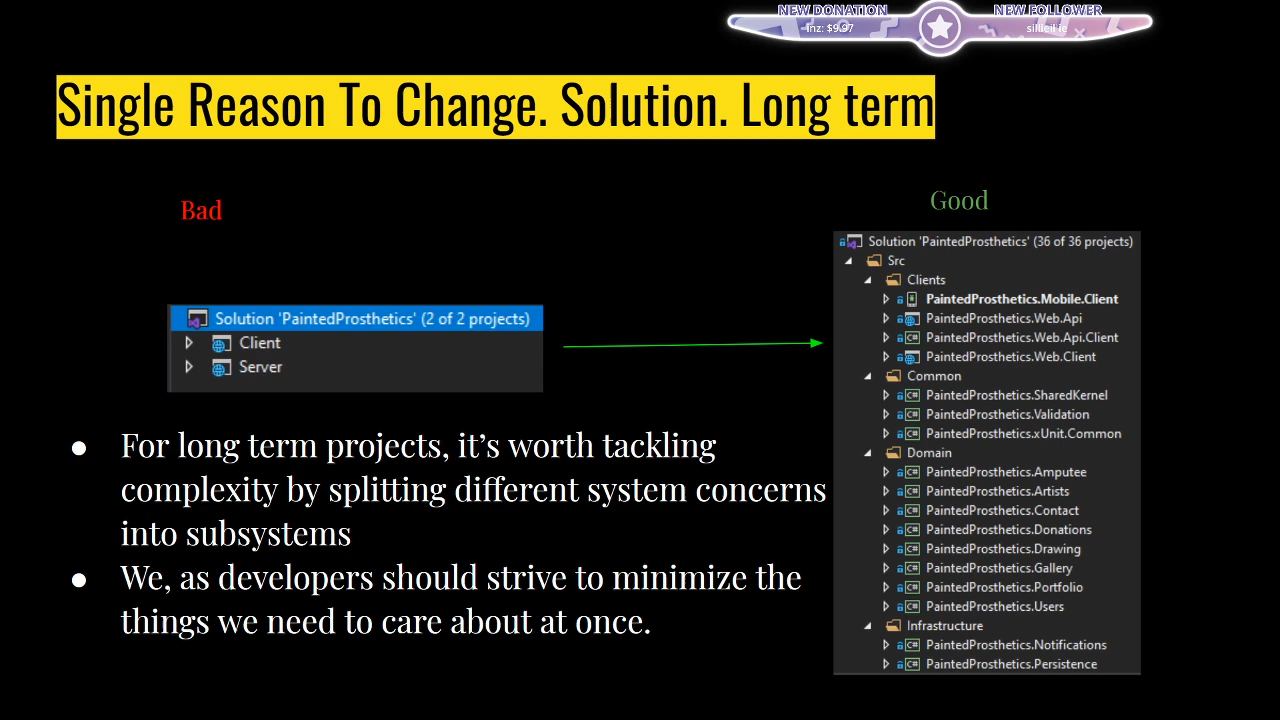 NEW DONATION
NEW FOLLOWER
inz: $9.97
Single Reason To Change. Solution. Long term
Bad
Good
Solution 'PaintedProsthetics' (2 of 2 projects)
Client
Server
For long term projects, it’s worth tackling
complexity by splitting different system concerns
into subsystems
We, as developers should strive to minimize the
things we need to care about at once.
Solution 'PaintedProsthetics' (36 of 36 projects)
Src
Clients
PaintedProsthetics.Mobile.Client
PaintedProsthetics.Web.Api
PaintedProsthetics.Web.Api.Client
PaintedProsthetics.Web.Client
Common
PaintedProsthetics.SharedKernel
PaintedProsthetics.Validation
PaintedProsthetics.xUnit.Common
Domain
PaintedProsthetics.Amputee
PaintedProsthetics.Artists
PaintedProsthetics.Contact
PaintedProsthetics.Donations
PaintedProsthetics.Drawing
PaintedProsthetics.Gallery
PaintedProsthetics.Portfolio
PaintedProsthetics.Users
Infrastructure
PaintedProsthetics.Notifications
PaintedProsthetics.Persistence